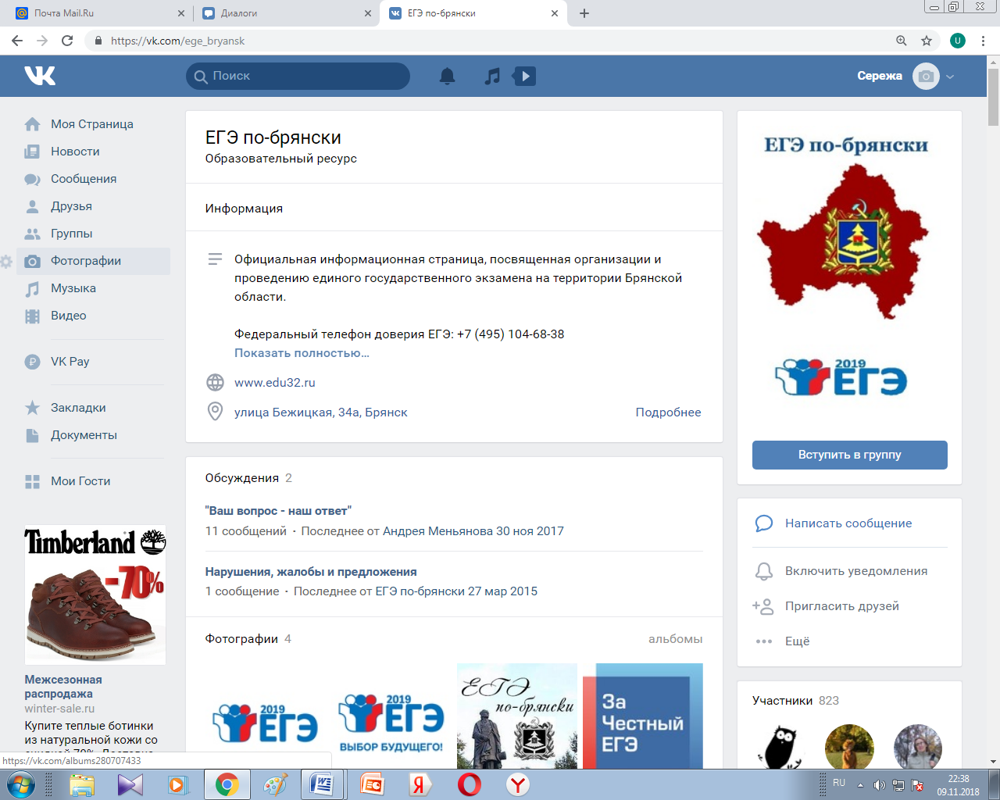 Почта Mail.Ru
Диалоги
ЕГЭ по-брянски
https://vk.com/ege_bryansk
Поиск
Сережа
Моя Страница
Новости
Сообщения
Друзья
Группы
Фотографии
Музыка
Видео
VK Pay
Закладки
Документы
Мои Гости
Timberland
-70%
Межсезонная
распродажа
winter-sale.ru
Купите теплые ботинки
из натуральной кожи со
https://vk.com/albums280707433
ЕГЭ по-брянски
Образовательный ресурс
Информация
Официальная информационная страница, посвященная организации и
проведению единого государственного экзамена на территории Брянской
области.
Федеральный телефон доверия ЕГЭ: +7 (495) 104-68-38
Показать полностью...
www.edu32.ru
улица Бежицкая, 34а, Брянск
Подробнее
Обсуждения 2
"Ваш вопрос - наш ответ"
11 сообщений · Последнее от Андрея Меньянова 30 ноя 2017
Нарушения, жалобы и предложения
1 сообщение · Последнее от ЕГЭ по-брянски 27 мар 2015
Фотографии 4
альбомы
2019
ЕГЭ
2019
ЕГЭ
ВЫБОР БУДУЩЕГО!
ЕГЭ
по-брянски
За
Честный
ЕГЭ
ЕГЭ по-брянски
2019
ЕГЭ
Вступить в группу
Написать сообщение
Включить уведомления
Пригласить друзей
Ещё
Участники 823
RU
22:38
09.11.2018